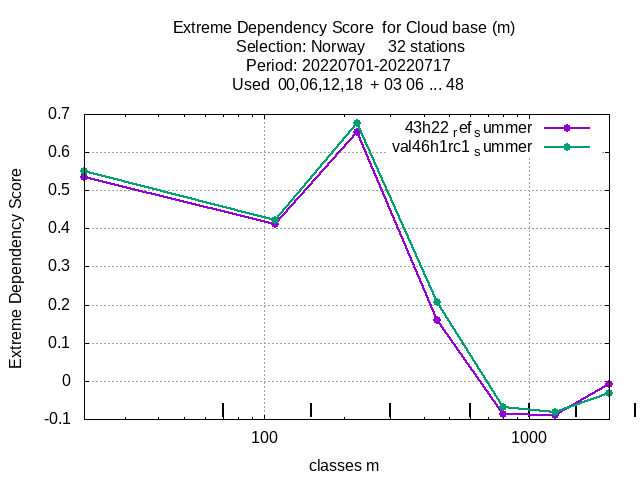 Extreme Dependency Score  for Cloud base (m)
Selection: Norway     32 stations
Period: 20220701-20220717
Used  00,06,12,18  + 03 06 ... 48
43h22 refsummer
val46h1rc1 summer
0.7
0.6
0.5
0.4
0.3
0.2
0.1
0
-0.1
Extreme Dependency Score
100
1000
classes m